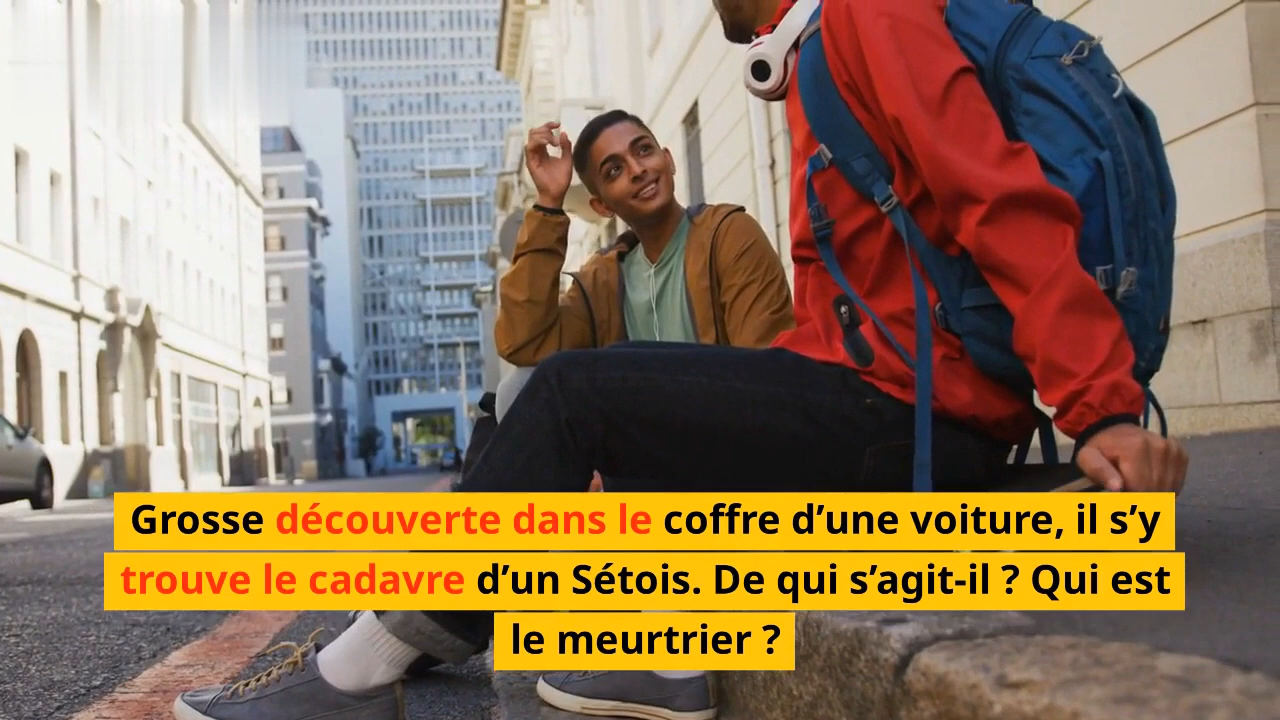 Grosse découverte dans le coffre d’une voiture, il s’y
trouve le cadavre d’un Sétois. De qui s’agit-il ? Qui est
le meurtrier ?